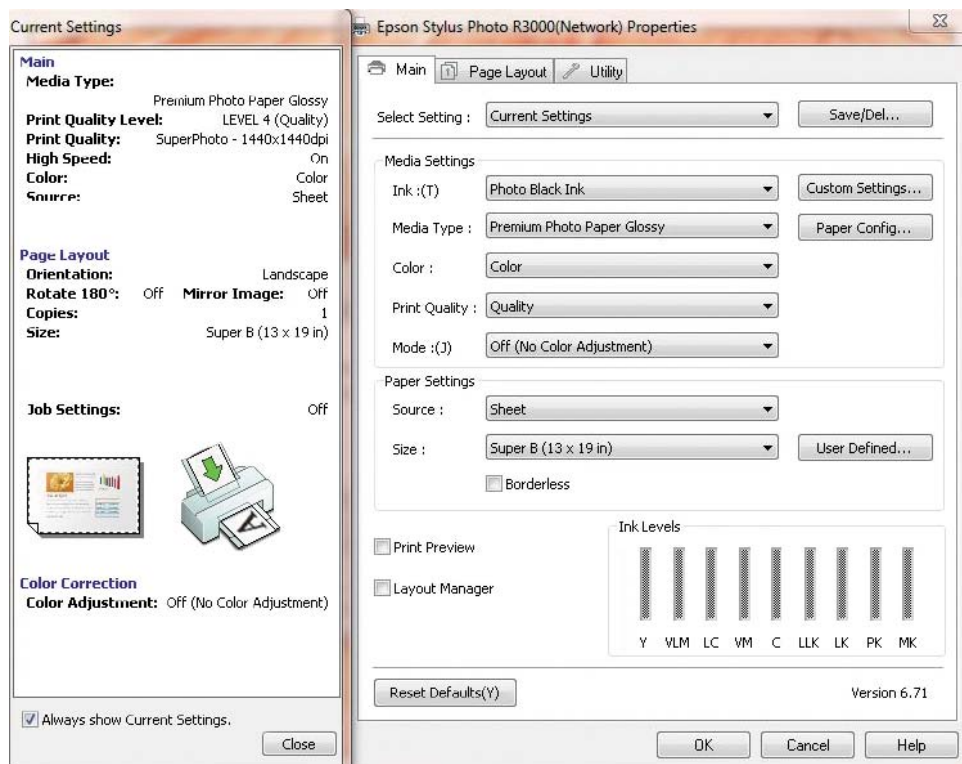 Current Settings
Main
Media Type:
Premium Photo Paper Glossy
Print Quality Level: LEVEL 4 (Quality)
Print Quality: SuperPhoto - 1440x1440dpi
High Speed: On
Color: Color
Source: Sheet
Page Layout
Orientation: Landscape
Rotate 180°: Off Mirror Image: Off
Copies: 1
Size: Super B (13 x 19 in)
Job Settings: Off
Color Correction
Color Adjustment: Off (No Color Adjustment)
Always show Current Settings.
Close
Epson Stylus Photo R3000(Network) Properties
Main Page Layout Utility
Select Setting : Current Settings Save/Del...
Media Settings
Ink :(T) Photo Black Ink Custom Settings...
Media Type : Premium Photo Paper Glossy Paper Config...
Color : Color
Print Quality : Quality
Mode :(J) Off (No Color Adjustment)
Paper Settings
Source : Sheet
Size : Super B (13 x 19 in) User Defined...
Borderless
Print Preview
Layout Manager
Ink Levels
Y VLM LC VM C LLK LK PK MK
Reset Defaults(Y) Version 6.71
OK Cancel Help